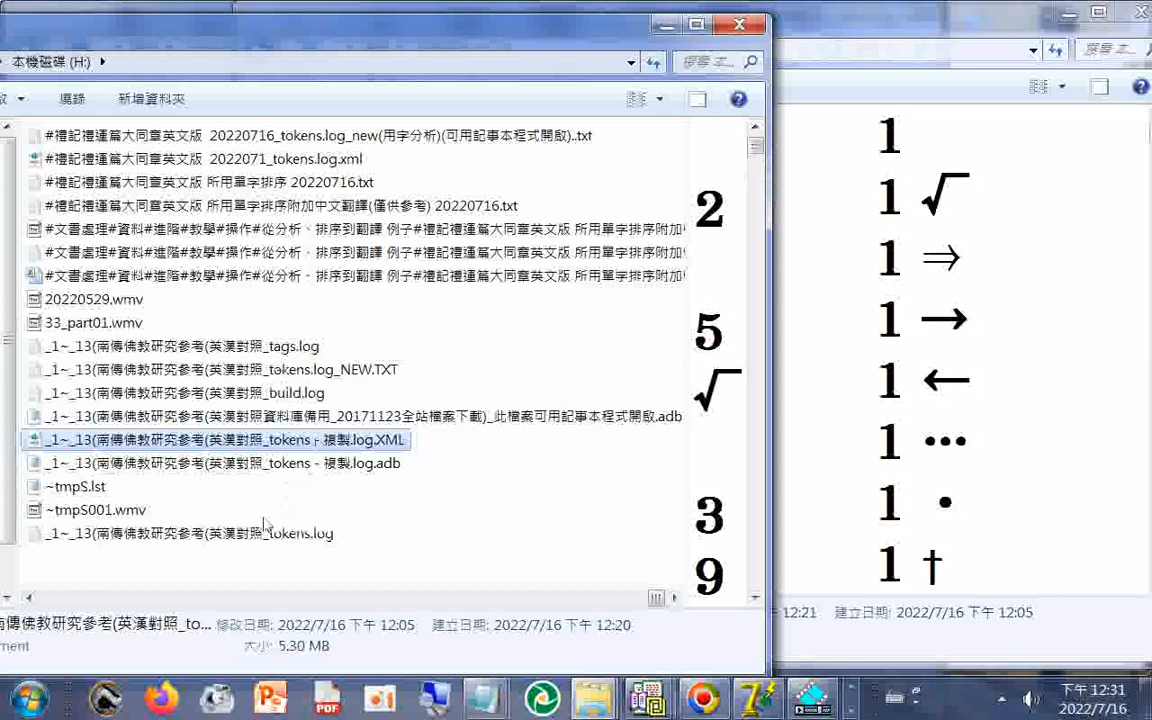 本機磁碟 (H:)
燒錄
新增資料夾
#禮記禮運篇大同章英文版 20220716_tokens.log_new(用字分析)(可用記事本程式開啟)..txt
#禮記禮運篇大同章英文版 2022071_tokens.log.xml
#禮記禮運篇大同章英文版 所用單字排序 20220716.txt
#禮記禮運篇大同章英文版 所用單字排序附加中文翻譯(僅供參考) 20220716.txt
#文書處理#資料#進階#教學#操作#從分析、排序到翻譯 例子#禮記禮運篇大同章英文版 所用單字排序附加
#文書處理#資料#進階#教學#操作#從分析、排序到翻譯 例子#禮記禮運篇大同章英文版 所用單字排序附加
#文書處理#資料#進階#教學#操作#從分析、排序到翻譯 例子#禮記禮運篇大同章英文版 所用單字排序附加
20220529.wmv
33_part01.wmv
_1~_13(南傳佛教研究參考(英漢對照_tags.log
_1~_13(南傳佛教研究參考(英漢對照_tokens.log_NEW.TXT
_1~_13(南傳佛教研究參考(英漢對照_build.log
_1~_13(南傳佛教研究參考(英漢對照資料庫備用_20171123全站檔案下載)_此檔案可用記事本程式開啟.adb
_1~_13(南傳佛教研究參考(英漢對照_tokens - 複製.log.XML
_1~_13(南傳佛教研究參考(英漢對照_tokens - 複製.log.adb
~tmpS.lst
~tmpS001.wmv
_1~_13(南傳佛教研究參考(英漢對照_tokens.log
2
5
√
3
9
1
1 √
1 ⇒
1 →
1 ←
1 •••
1 •
1 †
南傳佛教研究參考(英漢對照_to... 修改日期: 2022/7/16 下午 12:05 建立日期: 2022/7/16 下午 12:20
ment 大小: 5.30 MB
12:21 建立日期: 2022/7/16 下午 12:05
PDF
下午 12:31
2022/7/16